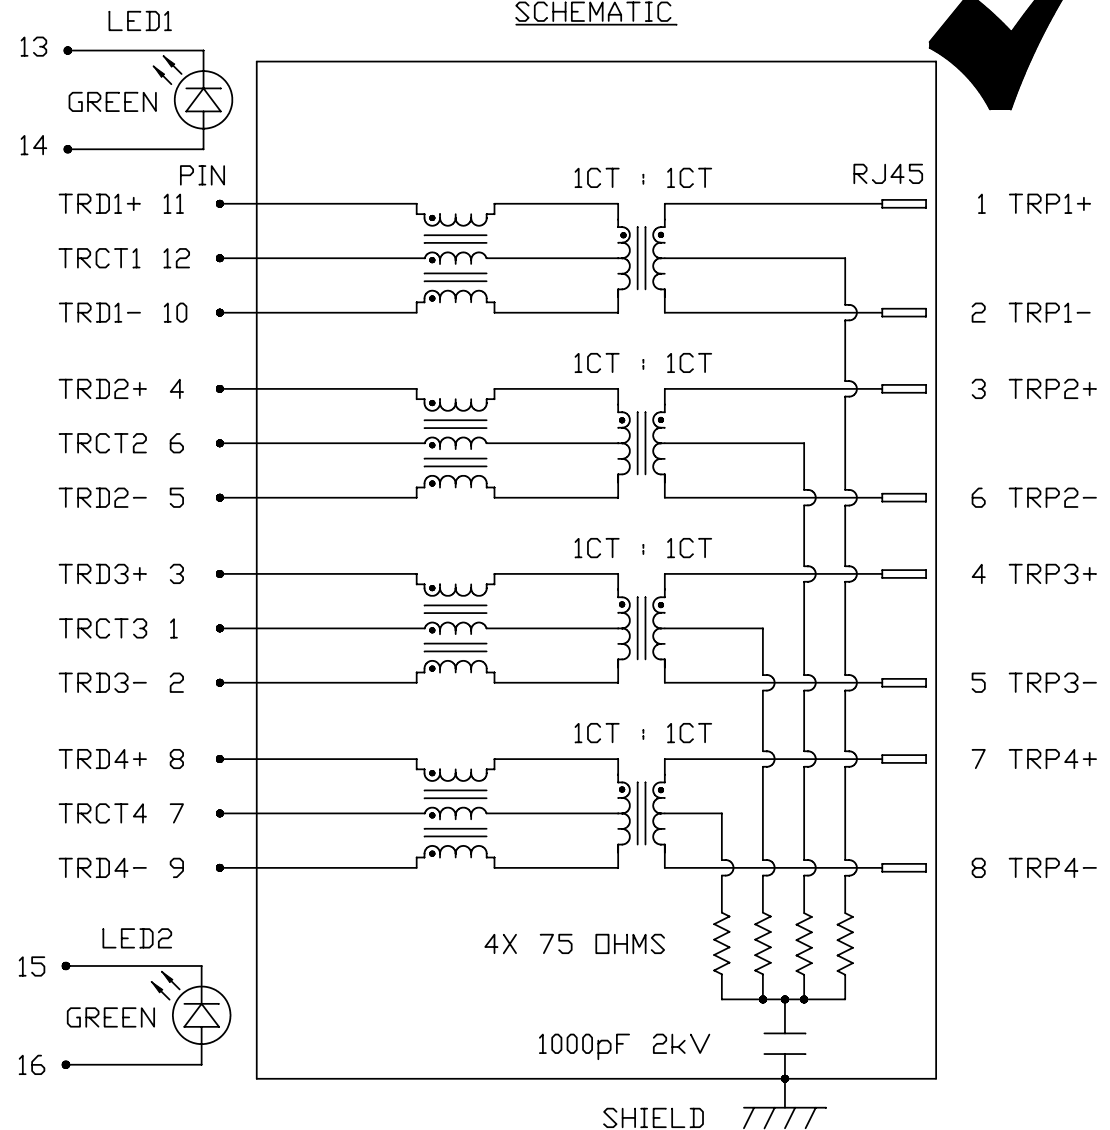 SCHEMATIC
LED1
13
GREEN
14
PIN
RJ45
1CT : 1CT
TRD1+ 11
1 TRP1+
TRCT1 12
TRD1- 10
2 TRP1-
1CT : 1CT
TRD2+ 4
3 TRP2+
TRCT2 6
TRD2- 5
6 TRP2-
1CT : 1CT
TRD3+ 3
4 TRP3+
TRCT3 1
TRD3- 2
5 TRP3-
1CT : 1CT
TRD4+ 8
7 TRP4+
TRCT4 7
TRD4- 9
8 TRP4-
LED2
15
GREEN
16
4X 75 OHMS
1000pF 2kV
SHIELD